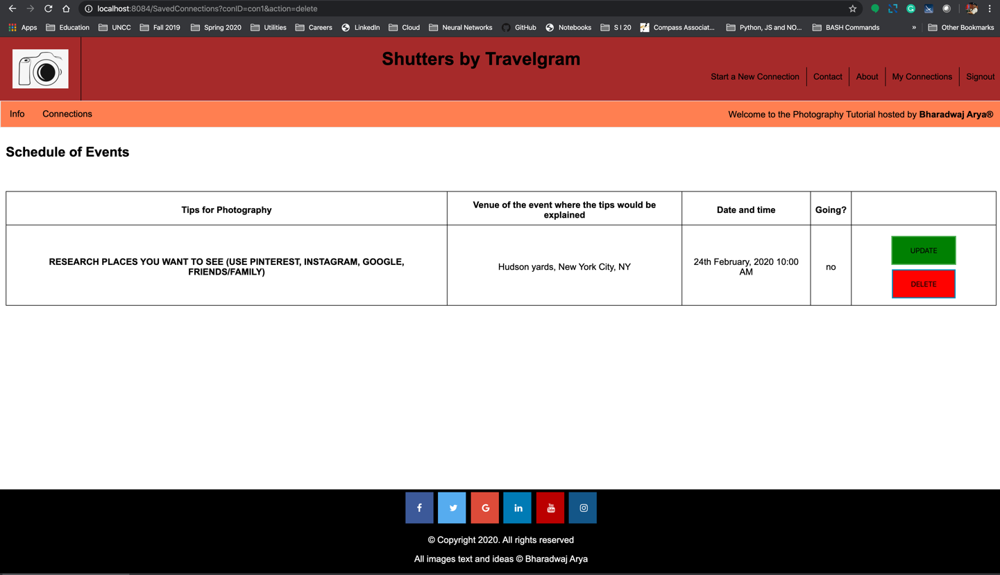 localhost:8084/SavedConnections?conID=con1&action=delete
Apps Education UNCC Fall 2019 Spring 2020 Utilities Careers LinkedIn Cloud Neural Networks GitHub Notebooks S I 20 Compass Associat... Python, JS and NO... BASH Commands » Other Bookmarks
Shutters by Travelgram
Start a New Connection Contact About My Connections Signout
Info Connections Welcome to the Photography Tutorial hosted by Bharadwaj Arya®
Schedule of Events
Tips for Photography
Venue of the event where the tips would be
explained
Date and time
Going?
RESEARCH PLACES YOU WANT TO SEE (USE PINTEREST, INSTAGRAM, GOOGLE,
FRIENDS/FAMILY)
Hudson yards, New York City, NY
24th February, 2020 10:00
AM
no
UPDATE
DELETE
© Copyright 2020. All rights reserved
All images text and ideas © Bharadwaj Arya